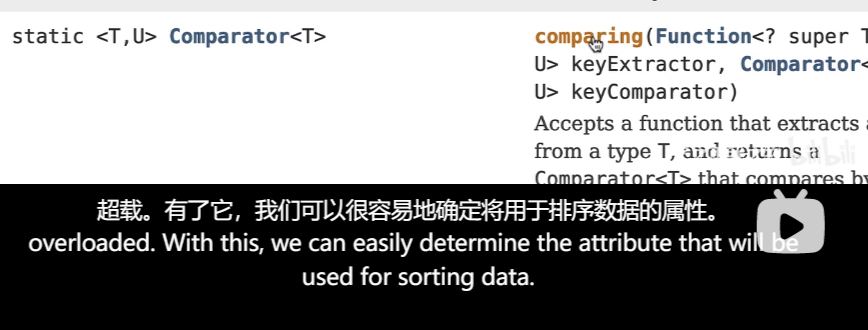 static <T,U> Comparator<T>
comparing(Function<? super T
U> keyExtractor, Comparator<
U> keyComparator)
Accepts a function that extracts a
from a type T, and returns a
Comparator<T> that compares by
bilibili
超载。有了它，我们可以很容易地确定将用于排序数据的属性。
overloaded. With this, we can easily determine the attribute that will be
used for sorting data.